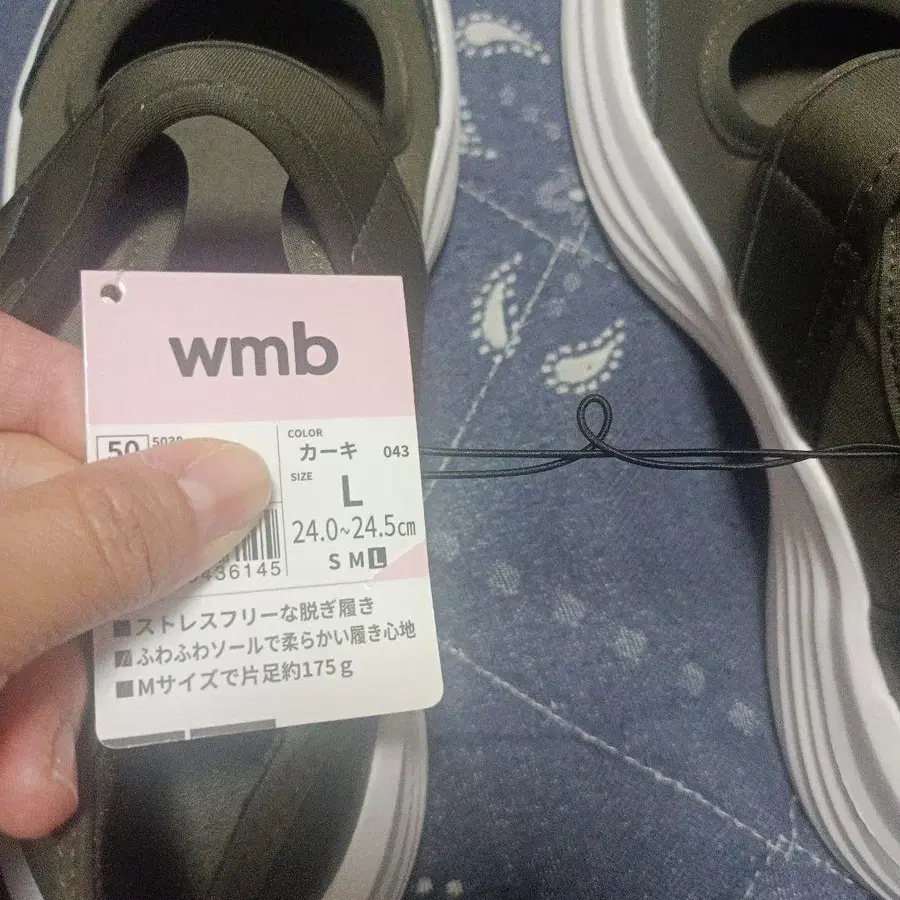 wmb
50
COLOR
カーキ 043
SIZE
L
24.0~24.5cm
S M L
436145
■ストレスフリーな脱ぎ履き
■ふわふわソールで柔らかい履き心地
■Mサイズで片足約175g